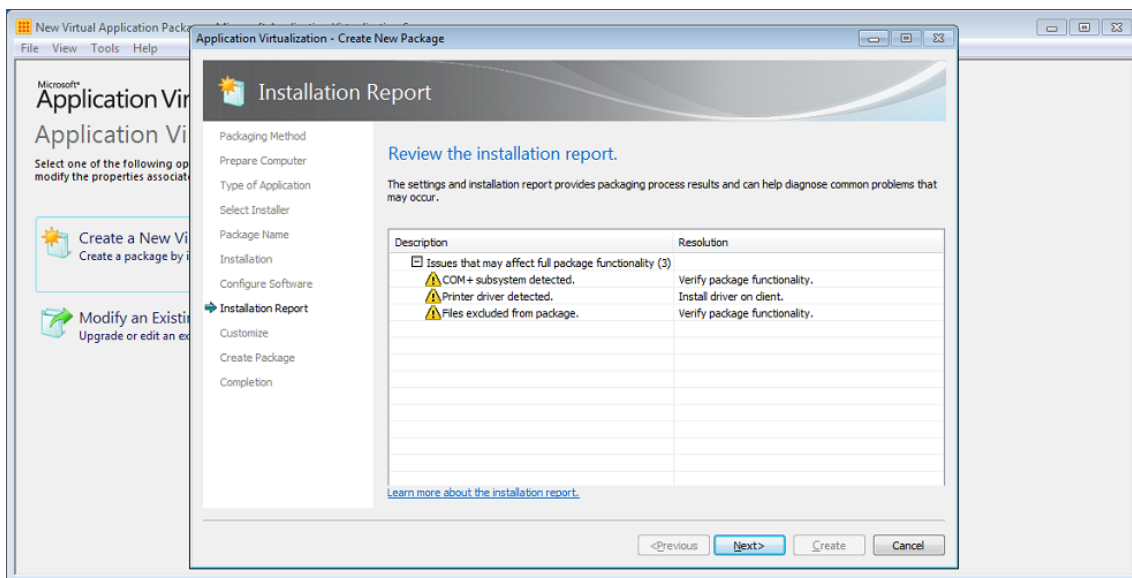 New Virtual Application Packa
File View Tools Help
Microsoft
Application Vir
Application Vi
Select one of the following op
modify the properties associat
Create a New Vi
Create a package by i
Modify an Existi
Upgrade or edit an ex
Application Virtualization - Create New Package
Installation Report
Packaging Method
Prepare Computer
Type of Application
Select Installer
Package Name
Installation
Configure Software
Installation Report
Customize
Create Package
Completion
Review the installation report.
The settings and installation report provides packaging process results and can help diagnose common problems that
may occur.
Description Resolution
Issues that may affect full package functionality (3)
COM+ subsystem detected. Verify package functionality.
Printer driver detected. Install driver on client.
Files excluded from package. Verify package functionality.
Learn more about the installation report.
<Previous Next> Create Cancel